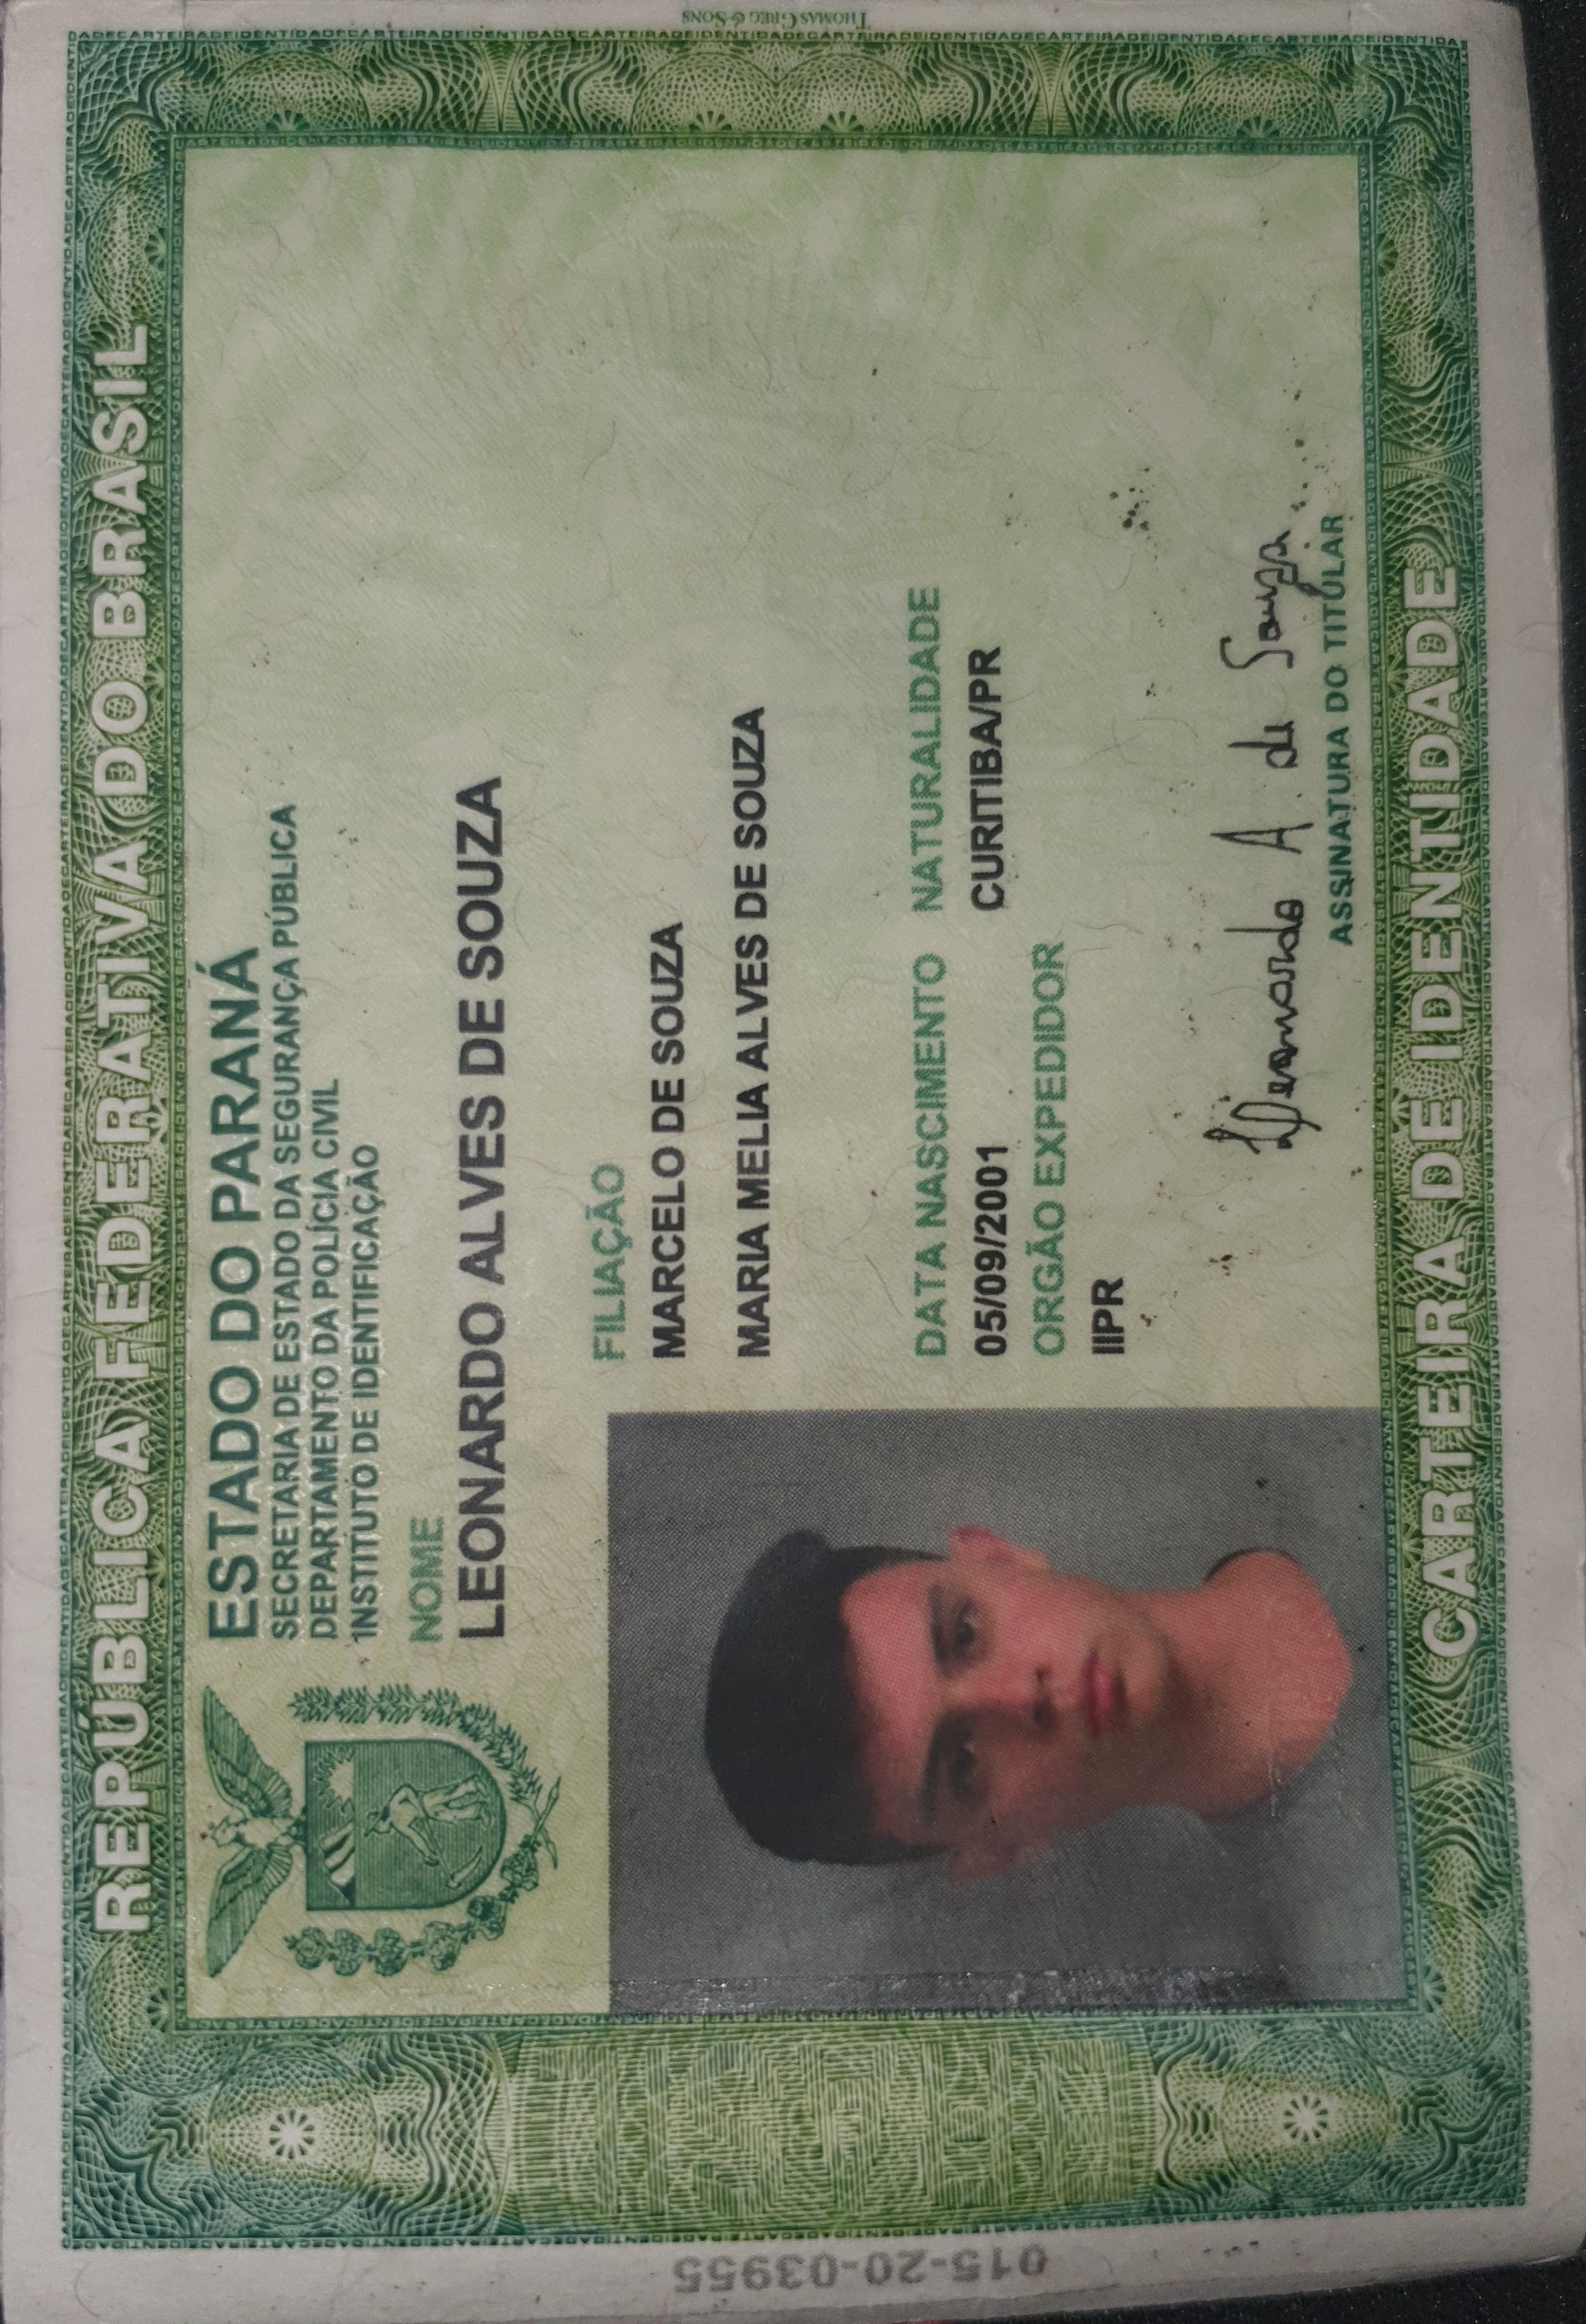 THOMAS GREG & SONS
REPÚBLICA FEDERATIVA DO BRASIL
ESTADO DO PARANÁ
SECRETARIA DE ESTADO DA SEGURANÇA PÚBLICA
DEPARTAMENTO DA POLÍCIA CIVIL
INSTITUTO DE IDENTIFICAÇÃO
NOME
LEONARDO ALVES DE SOUZA
FILIAÇÃO
MARCELO DE SOUZA
MARIA MELIA ALVES DE SOUZA
DATA NASCIMENTO NATURALIDADE
05/09/2001 CURITIBA/PR
ORGÃO EXPEDIDOR
IIPR
Leonardo A. de Souza
ASSINATURA DO TITULAR
CARTEIRA DE IDENTIDADE
015-20-03955